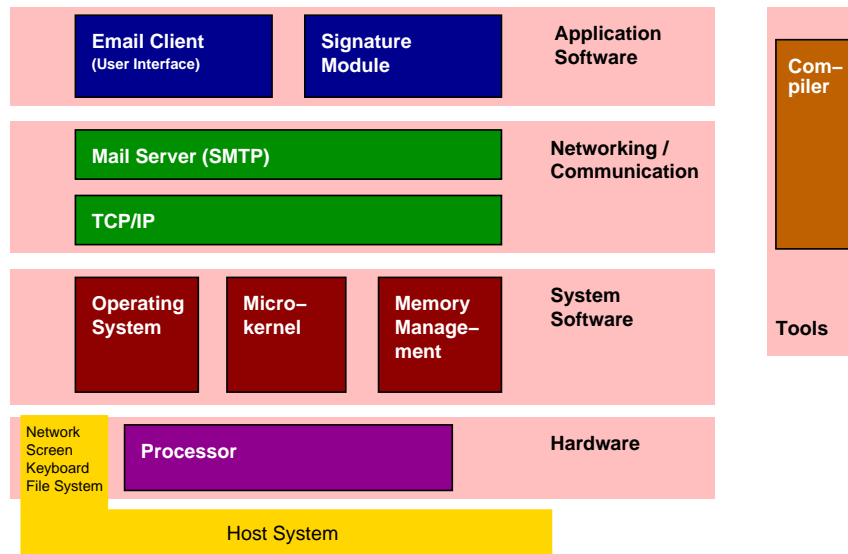 Email Client
(User Interface)
Signature
Module
Application
Software
Com–
piler
Mail Server (SMTP)
TCP/IP
Networking /
Communication
Operating
System
Micro–
kernel
Memory
Manage–
ment
System
Software
Tools
Network
Screen
Keyboard
File System
Processor
Hardware
Host System